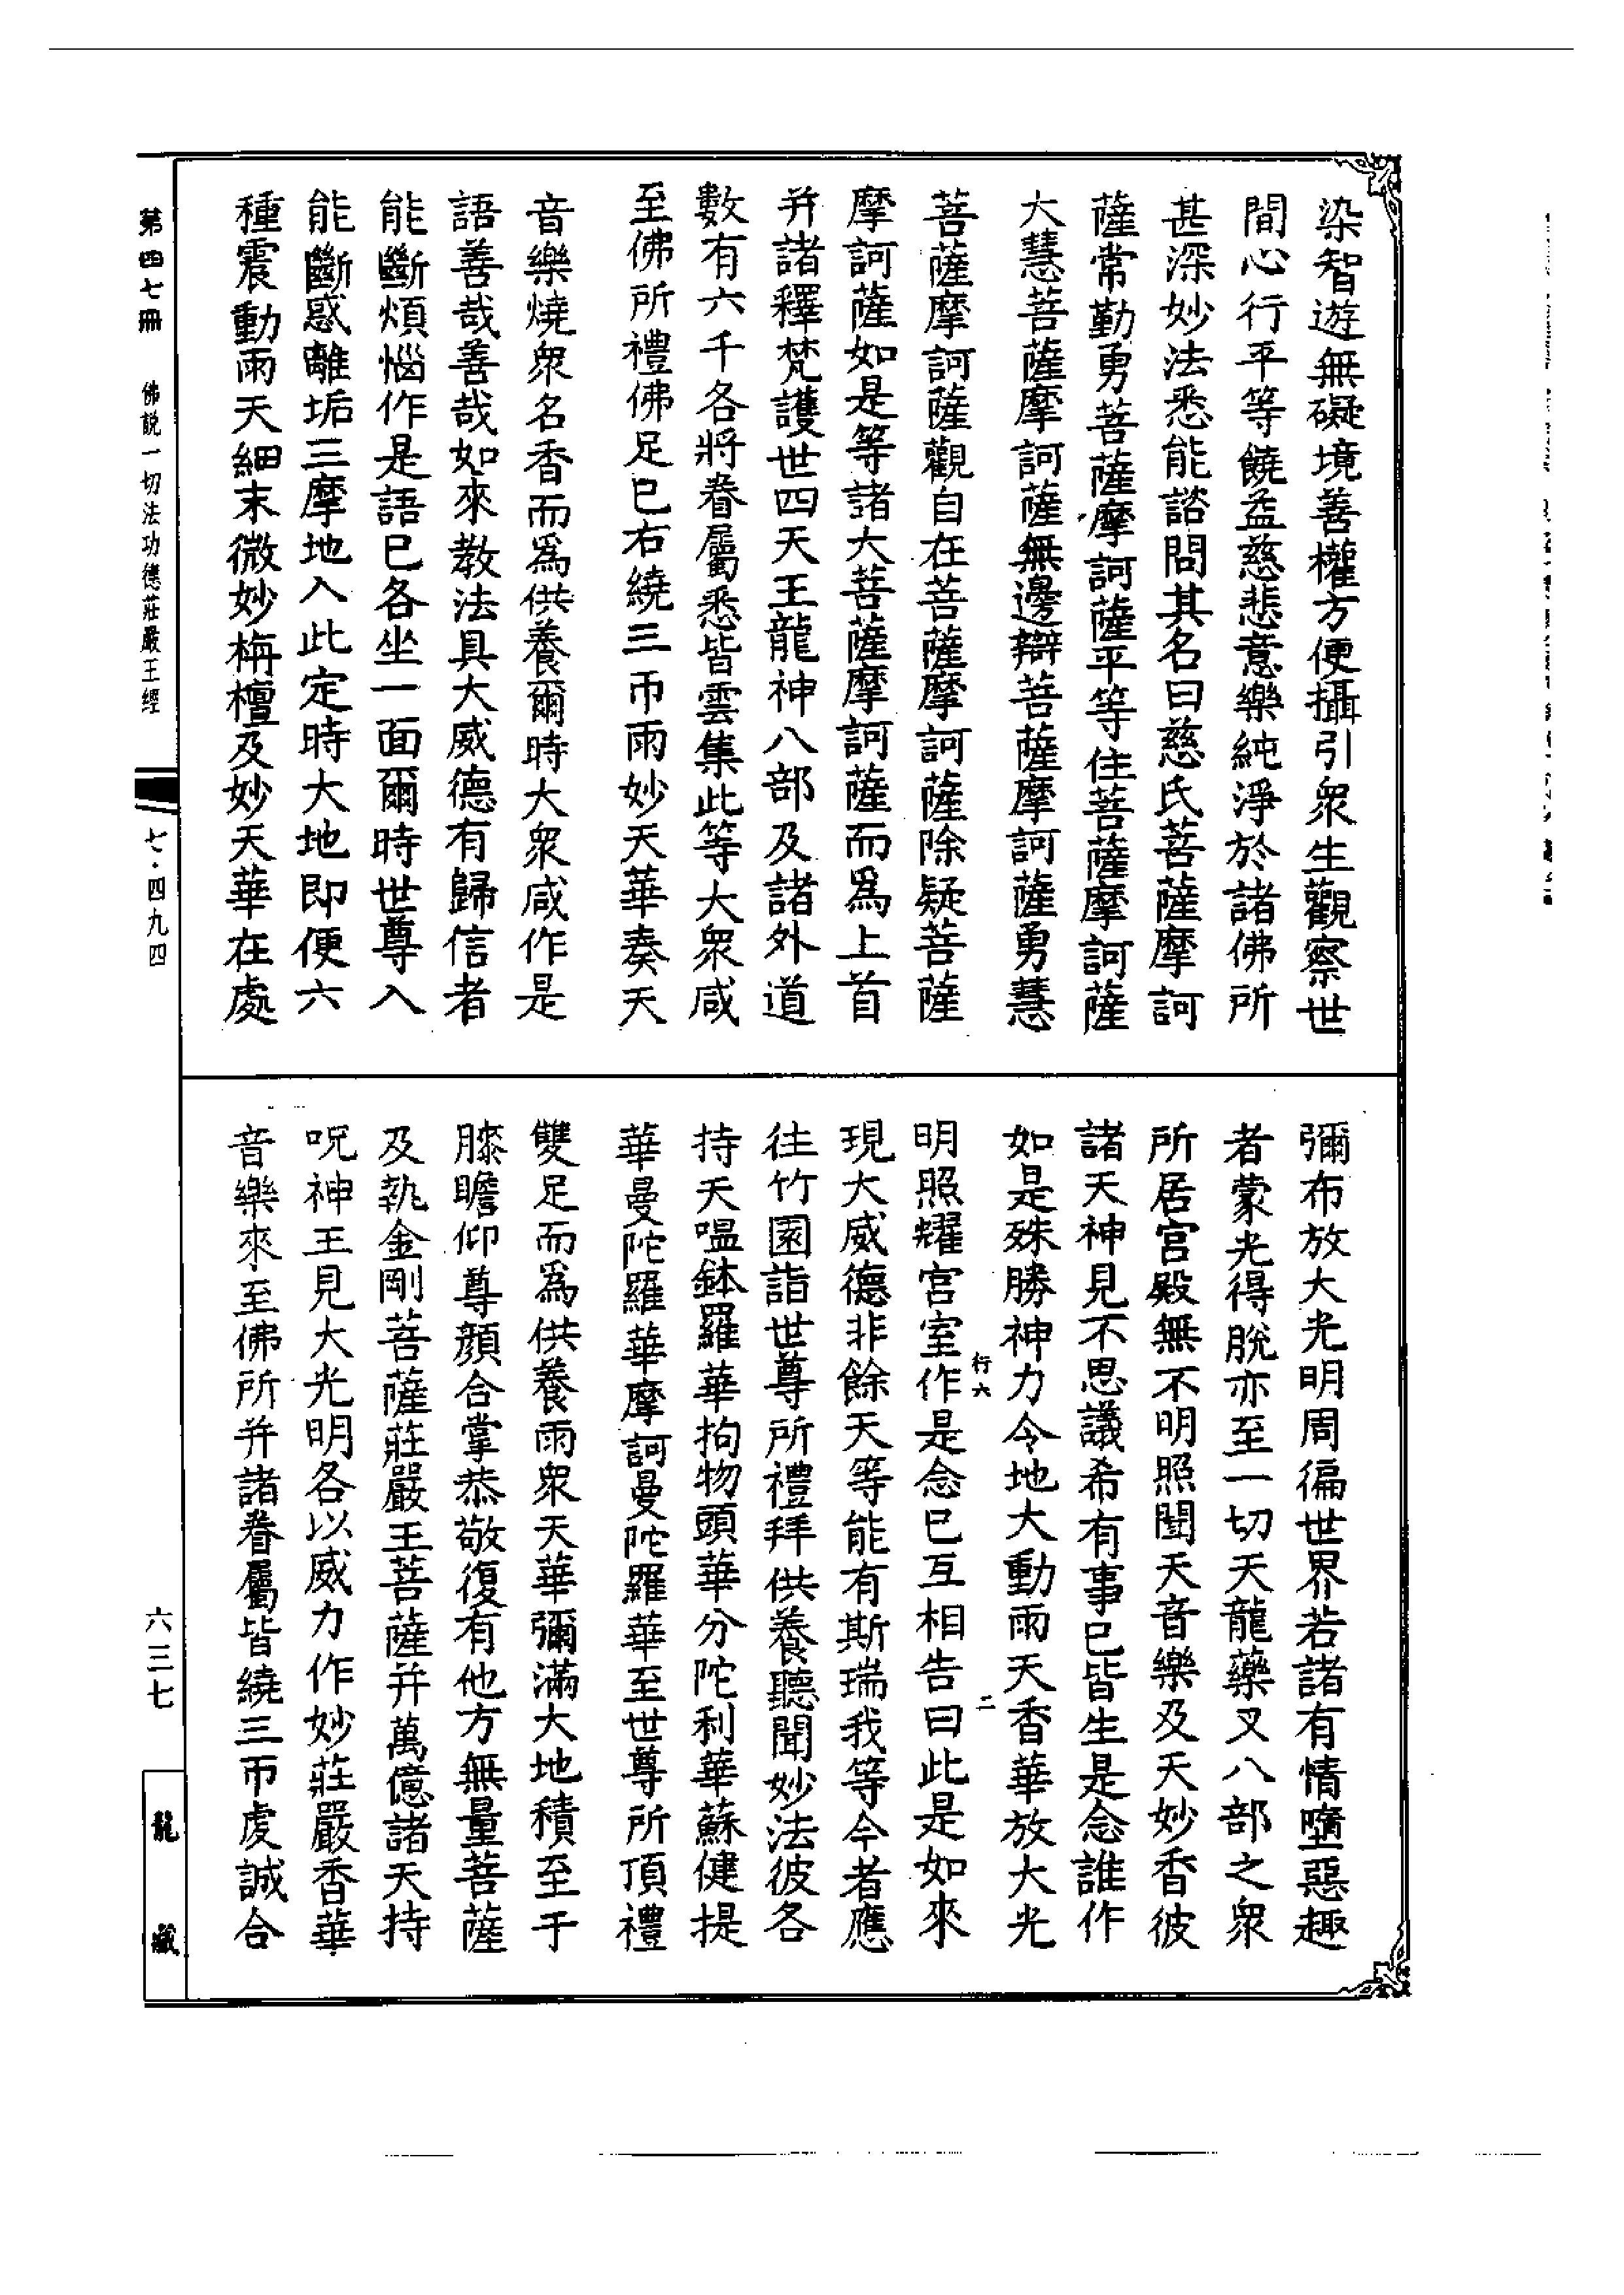 染智遊無礙境善權方便攝引眾生觀察世
間心行平等饒益慈悲意樂純淨於諸佛所
甚深妙法悉能諮問其名曰慈氏菩薩摩訶
薩常勤勇菩薩摩訶薩平等住菩薩摩訶薩
大慧菩薩摩訶薩無邊辯菩薩摩訶薩勇慧
菩薩摩訶薩觀自在菩薩摩訶薩除疑菩薩
摩訶薩如是等諸大菩薩摩訶薩而為上首
并諸釋梵護世四天王龍神八部及諸外道
數有六千各將眷屬悉皆雲集此等大眾咸
至佛所禮佛足已右繞三帀雨妙天華奏天
音樂燒眾名香而為供養爾時大眾咸作是
語善哉善哉如來教法具大威德有歸信者
能斷煩惱作是語已各坐一面爾時世尊入
能斷惑離垢三摩地入此定時大地即便六
種震動雨天細末微妙栴檀及妙天華在處
彌布放大光明周徧世界若諸有情墮惡趣
者蒙光得脫亦至一切天龍藥叉八部之眾
所居宮殿無不明照聞天音樂及天妙香彼
諸天神見不思議希有事已皆生是念誰作
如是殊勝神力令地大動雨天香華放大光
明照耀宮室作是念已互相告曰此是如來
行六
二
現大威德非餘天等能有斯瑞我等今者應
往竹園詣世尊所禮拜供養聽聞妙法彼各
持天嗢鉢羅華拘物頭華分陀利華蘇健提
華曼陀羅華摩訶曼陀羅華至世尊所頂禮
雙足而為供養雨眾天華彌滿大地積至于
膝瞻仰尊顏合掌恭敬復有他方無量菩薩
及執金剛菩薩莊嚴王菩薩并萬億諸天持
呪神王見大光明各以威力作妙莊嚴香華
音樂來至佛所并諸眷屬皆繞三帀虔誠合
第四七冊
佛說一切法功德莊嚴王經
七·四九四
六三七
龍藏